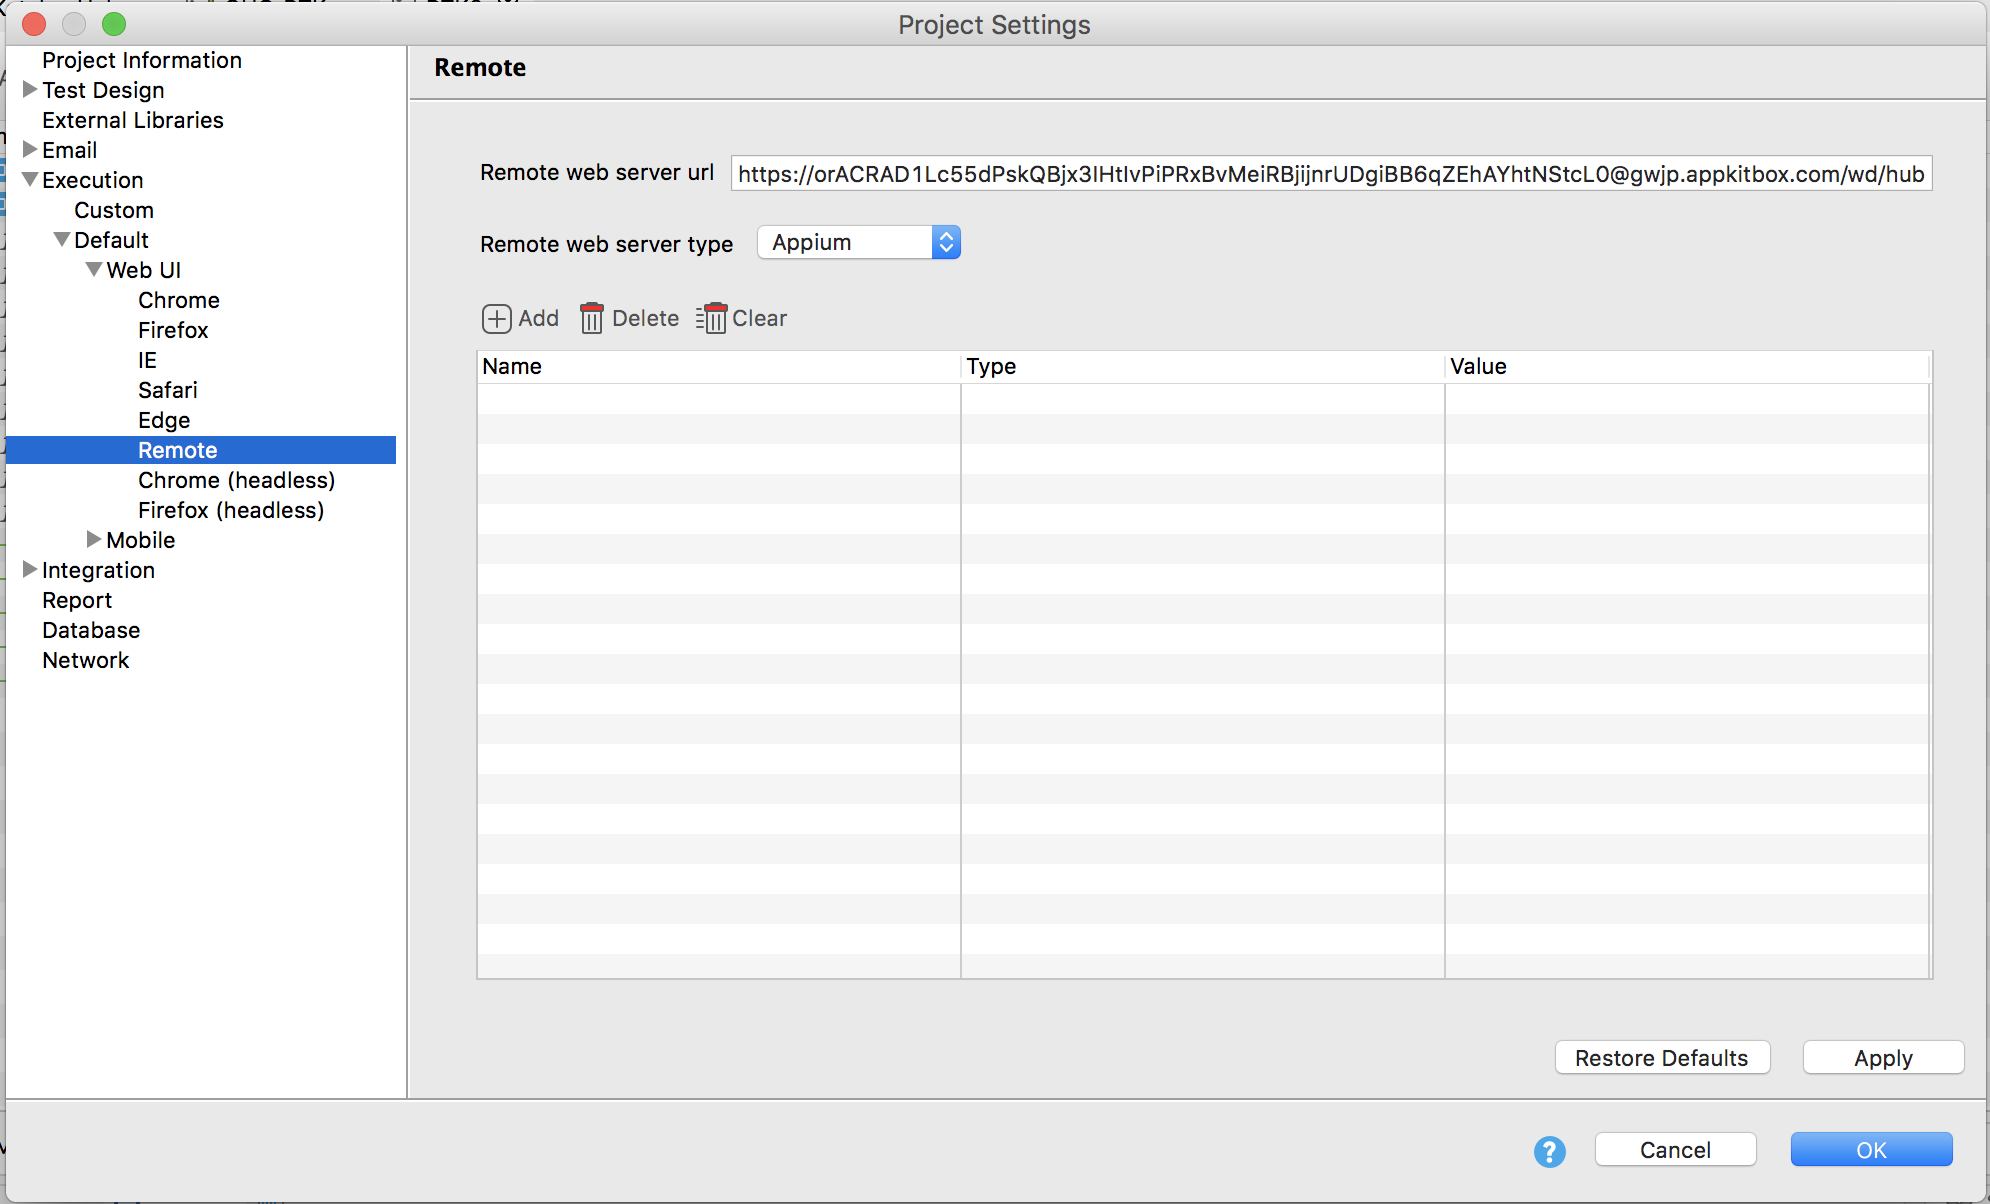 Project Settings
Project Information
Test Design
External Libraries
Email
Execution
Custom
Default
Web UI
Chrome
Firefox
IE
Safari
Edge
Remote
Chrome (headless)
Firefox (headless)
Mobile
Integration
Report
Database
Network
Remote
Remote web server url https://orACRAD1Lc55dPskQBjx3IHtIvPiPRxBvMeiRBjijnrUDgiBB6qZEhAYhtNStcL0@gwjp.appkitbox.com/wd/hub
Remote web server type Appium
Add Delete Clear
Name Type Value
Restore Defaults Apply
? Cancel OK